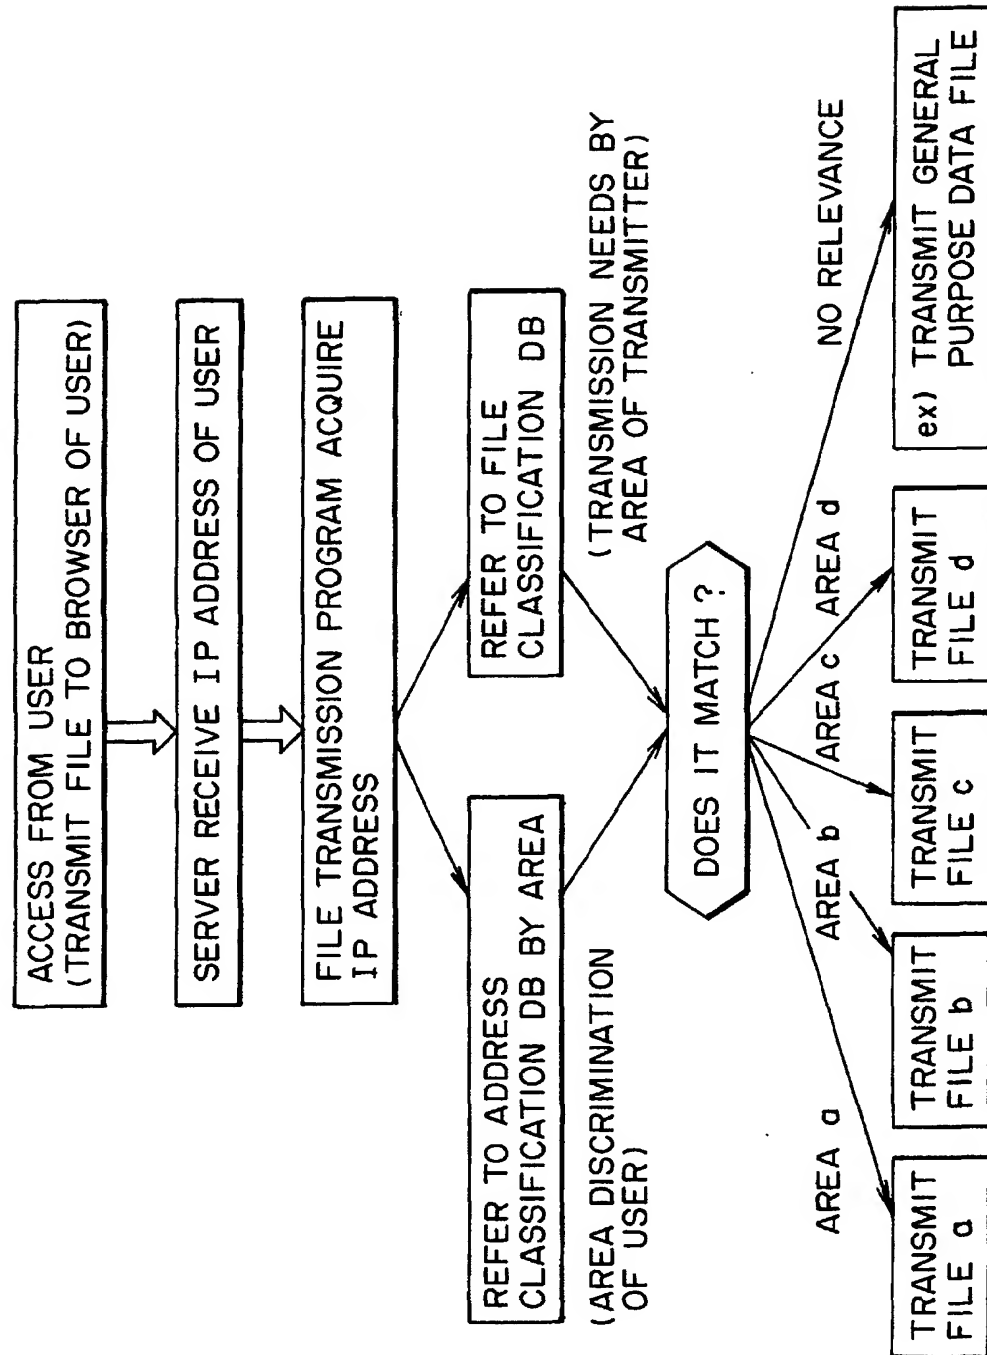 ACCESS FROM USER
(TRANSMIT FILE TO BROWSER OF USER)
SERVER RECEIVE IP ADDRESS OF USER
FILE TRANSMISSION PROGRAM ACQUIRE
IP ADDRESS
REFER TO ADDRESS
CLASSIFICATION DB BY AREA
REFER TO FILE
CLASSIFICATION DB
(AREA DISCRIMINATION
OF USER)
(TRANSMISSION NEEDS BY
AREA OF TRANSMITTER)
DOES IT MATCH ?
AREA a
AREA b
AREA c
AREA d
NO RELEVANCE
TRANSMIT
FILE a
TRANSMIT
FILE b
TRANSMIT
FILE c
TRANSMIT
FILE d
ex) TRANSMIT GENERAL
PURPOSE DATA FILE